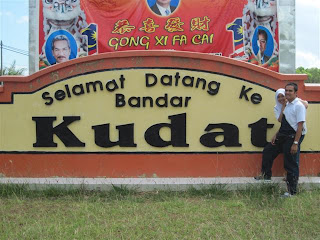 恭喜發財
GONG XI FA CAI
Selamat Datang Ke
Bandar
Kudat